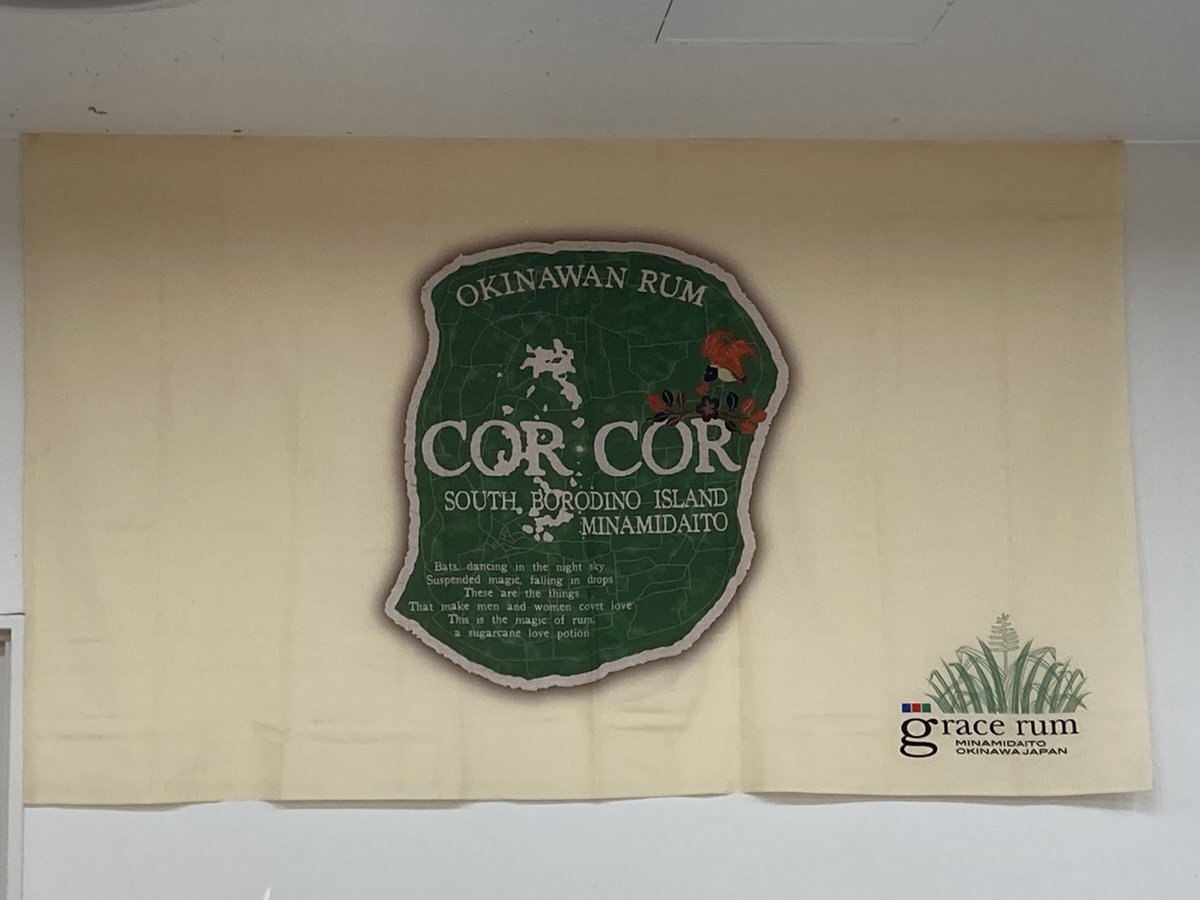 OKINAWAN RUM
COR COR
SOUTH BORODINO ISLAND
MINAMIDAITO
Bats dancing in the night sky
Suspended magic, falling in drops
These are the things
That make men and women covet love
This is the magic of rum,
a sugarcane love potion
grace rum
MINAMIDAITO
OKINAWA JAPAN